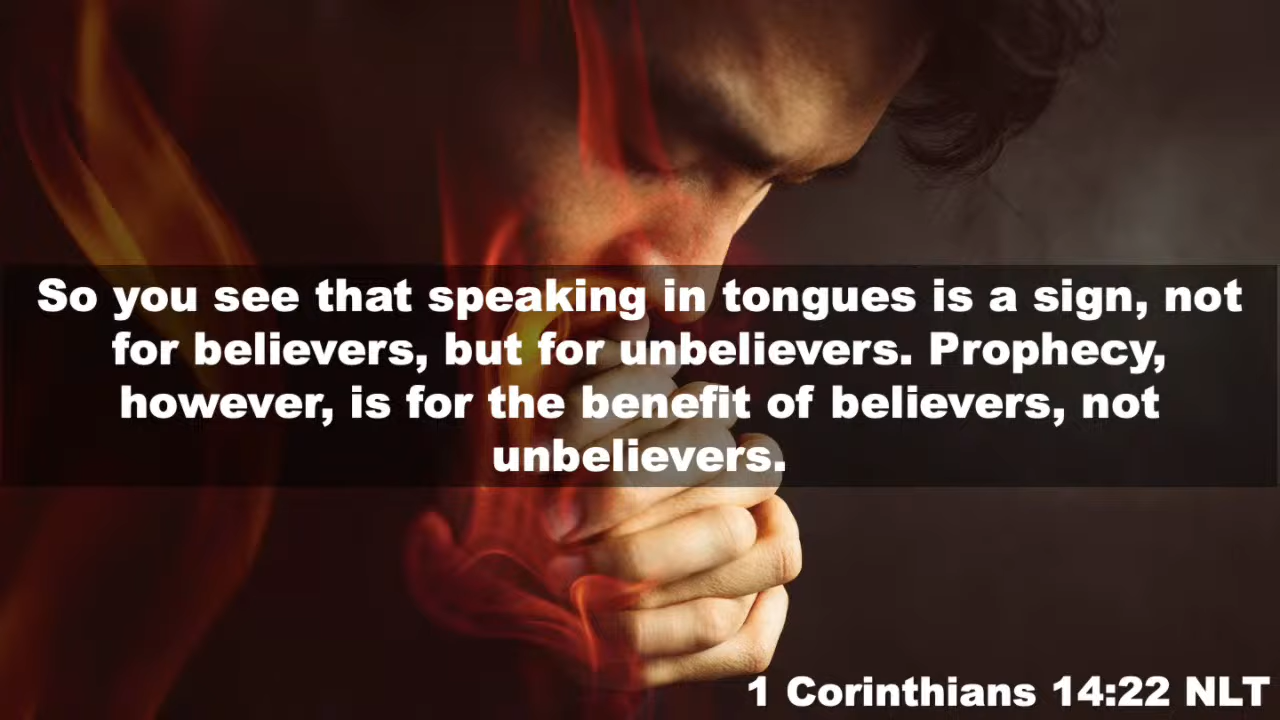 So you see that speaking in tongues is a sign, not
for believers, but for unbelievers. Prophecy,
however, is for the benefit of believers, not
unbelievers.
1 Corinthians 14:22 NLT